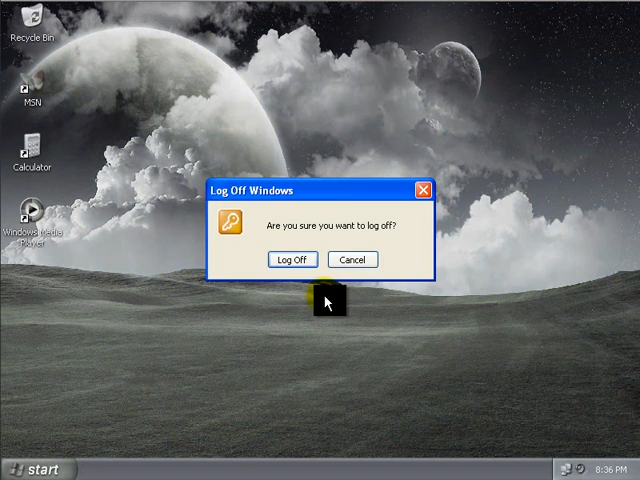 Recycle Bin
MSN
Calculator
Windows Media
Player
Log Off Windows
Are you sure you want to log off?
Log Off
Cancel
start
8:36 PM